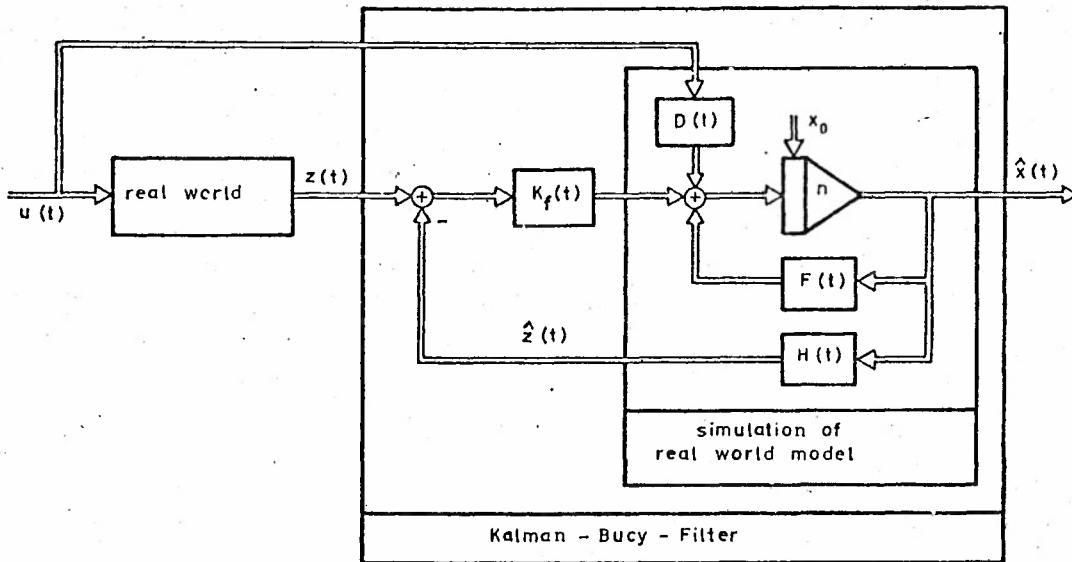 D(t)
x₀
u(t)
real world
z(t)
+
-
K_f(t)
+
n
x̂(t)
F(t)
ẑ(t)
H(t)
simulation of
real world model
Kalman - Bucy - Filter